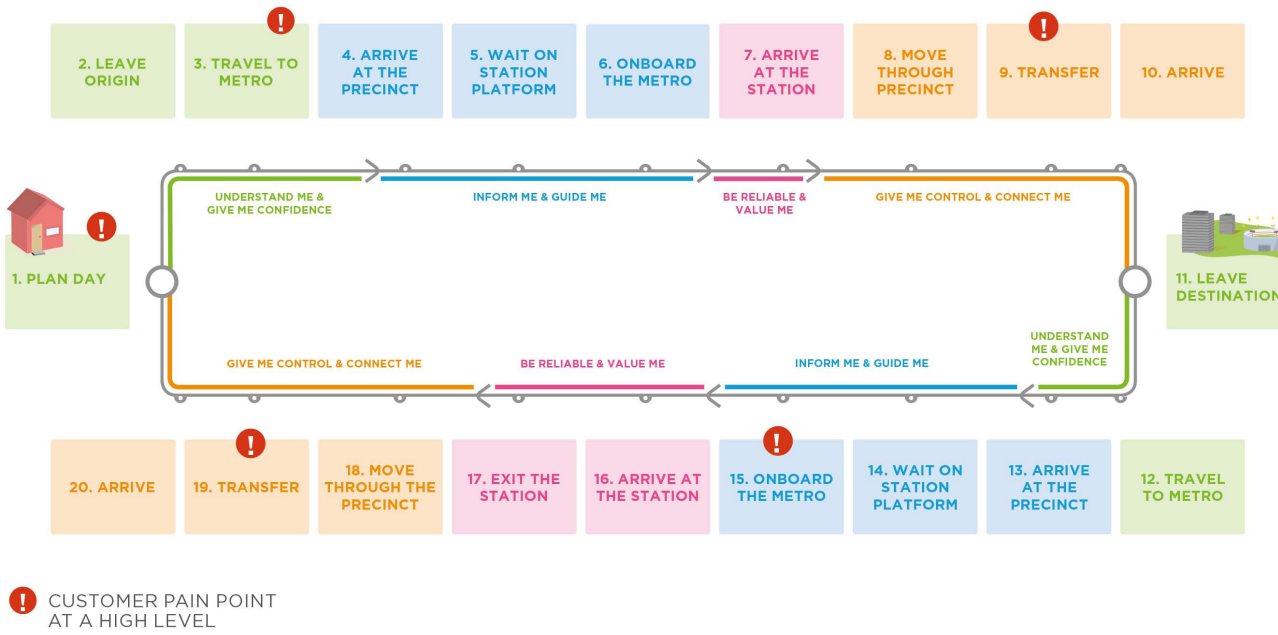 2. LEAVE
ORIGIN
3. TRAVEL TO
METRO
!
4. ARRIVE
AT THE
PRECINCT
5. WAIT ON
STATION
PLATFORM
6. ONBOARD
THE METRO
7. ARRIVE
AT THE
STATION
8. MOVE
THROUGH
PRECINCT
!
9. TRANSFER
10. ARRIVE
UNDERSTAND ME &
GIVE ME CONFIDENCE
INFORM ME & GUIDE ME
BE RELIABLE &
VALUE ME
GIVE ME CONTROL & CONNECT ME
!
1. PLAN DAY
11. LEAVE
DESTINATION
GIVE ME CONTROL & CONNECT ME
BE RELIABLE & VALUE ME
INFORM ME & GUIDE ME
UNDERSTAND
ME & GIVE ME
CONFIDENCE
20. ARRIVE
!
19. TRANSFER
18. MOVE
THROUGH THE
PRECINCT
17. EXIT THE
STATION
16. ARRIVE AT
THE STATION
!
15. ONBOARD
THE METRO
14. WAIT ON
STATION
PLATFORM
13. ARRIVE
AT THE
PRECINCT
12. TRAVEL
TO METRO
!
CUSTOMER PAIN POINT
AT A HIGH LEVEL